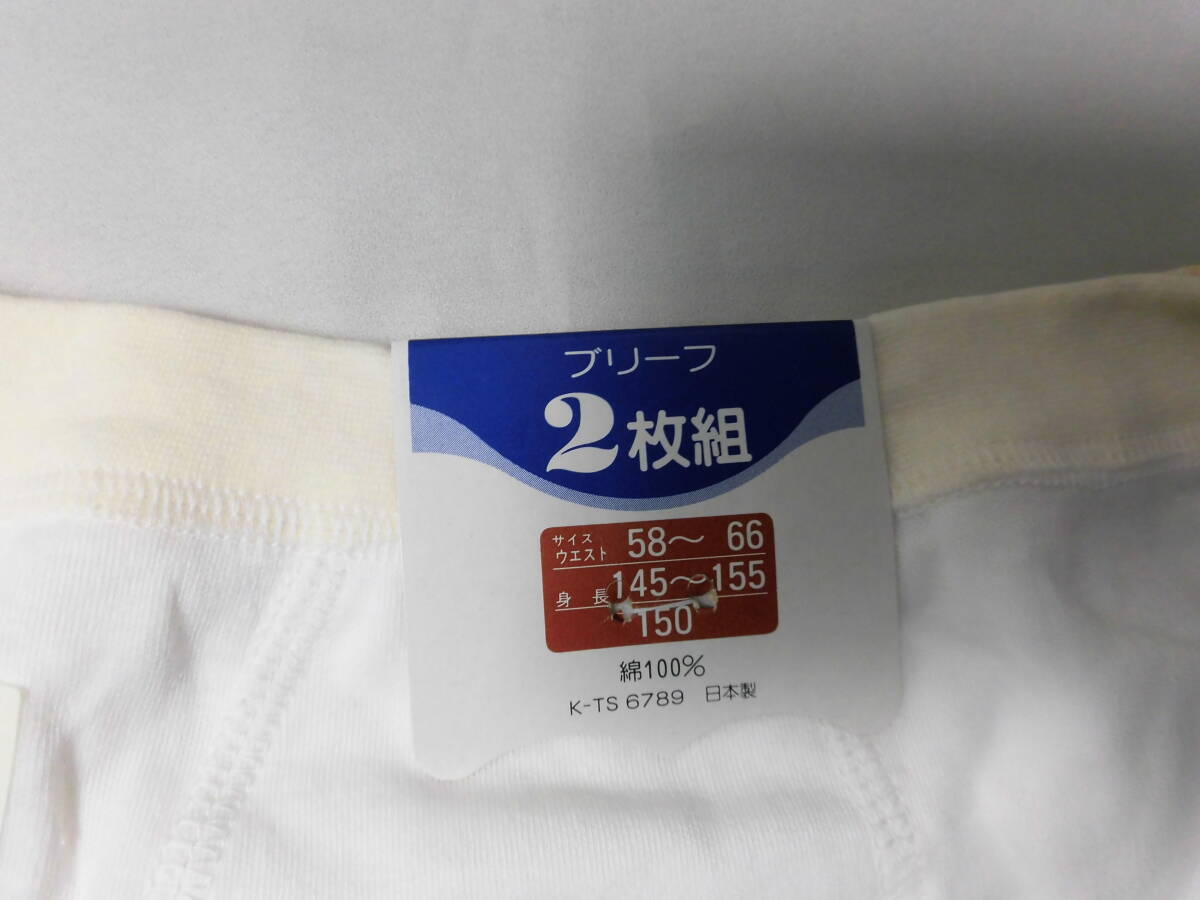 ブリーフ
2枚組
サイズ
ウエスト 58～66
身長 145～155
150
綿100%
K-TS 6789 日本製